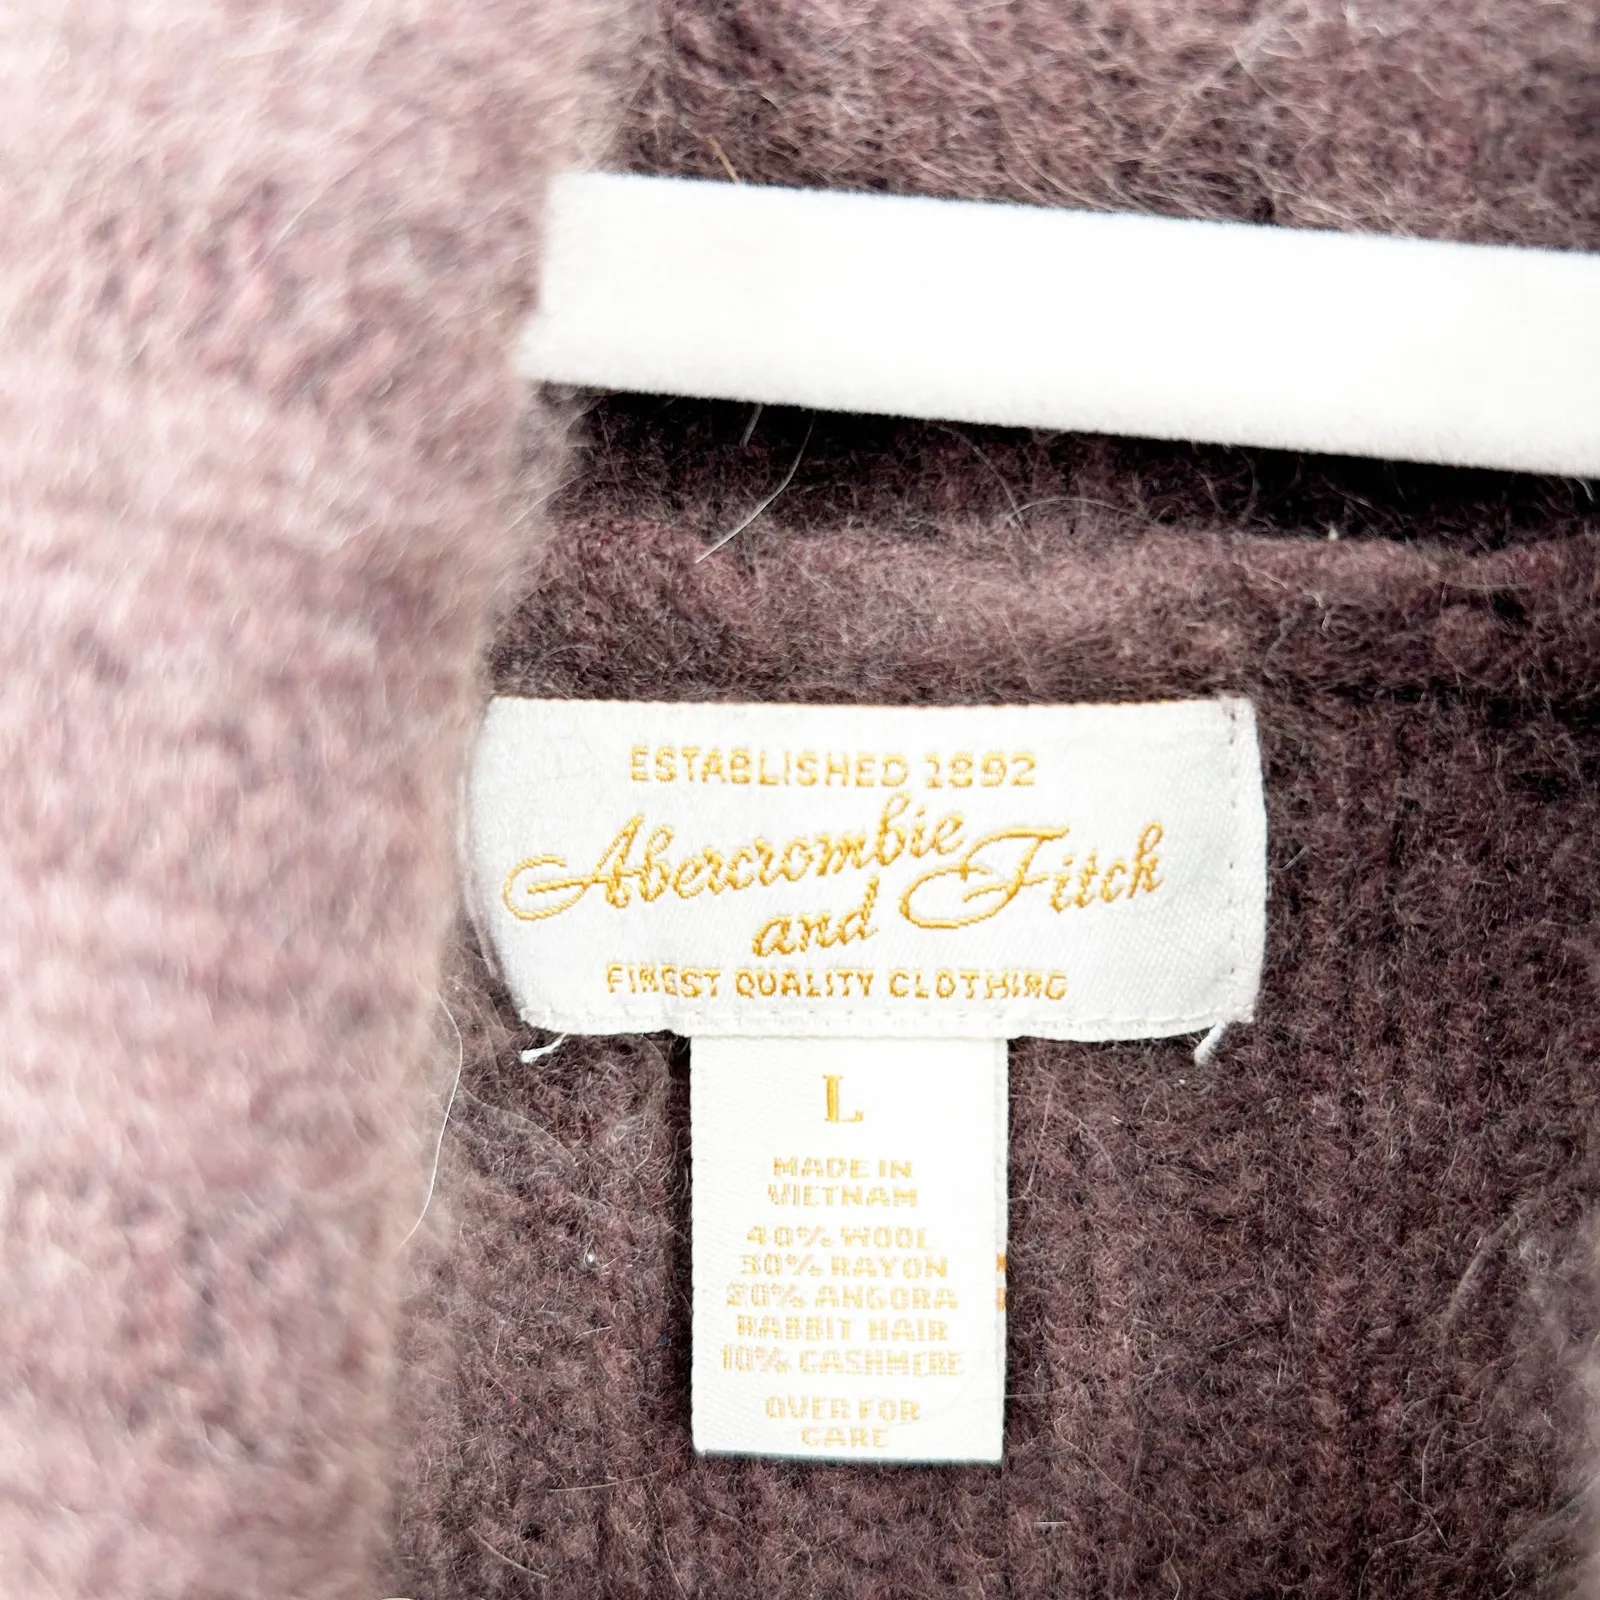 ESTABLISHED 1892
Abercrombie
and Fitch
FINEST QUALITY CLOTHING
L
MADE IN
VIETNAM
40% WOOL
30% RAYON
20% ANGORA
RABBIT HAIR
10% CASHMERE
OVER FOR
CARE